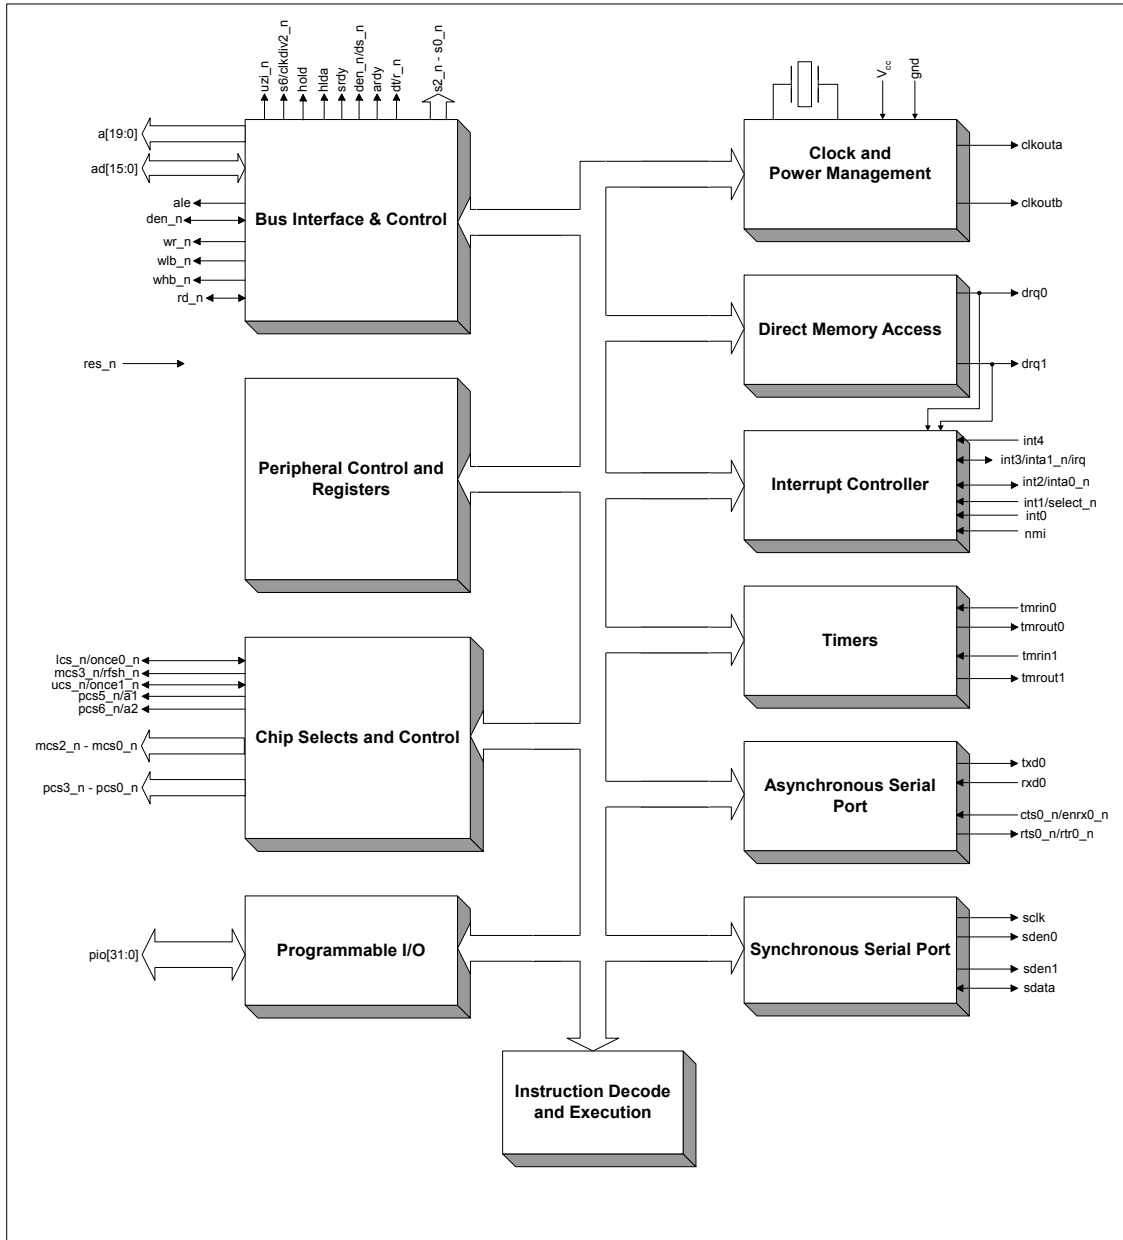 uzi_n
s6/clkdiv2_n
hold
hlda
srdy
den_n/ds_n
ardy
dt/r_n
s2_n - s0_n
Vcc
gnd
a[19:0]
ad[15:0]
ale
den_n
wr_n
wlb_n
whb_n
rd_n
Bus Interface & Control
Clock and
Power Management
clkouta
clkoutb
res_n
Direct Memory Access
drq0
drq1
Peripheral Control and
Registers
Interrupt Controller
int4
int3/inta1_n/irq
int2/inta0_n
int1/select_n
int0
nmi
Timers
tmrin0
tmrout0
tmrin1
tmrout1
lcs_n/once0_n
mcs3_n/rfsh_n
ucs_n/once1_n
pcs5_n/a1
pcs6_n/a2
mcs2_n - mcs0_n
pcs3_n - pcs0_n
Chip Selects and Control
Asynchronous Serial
Port
txd0
rxd0
cts0_n/enrx0_n
rts0_n/rtr0_n
pio[31:0]
Programmable I/O
Synchronous Serial Port
sclk
sden0
sden1
sdata
Instruction Decode
and Execution